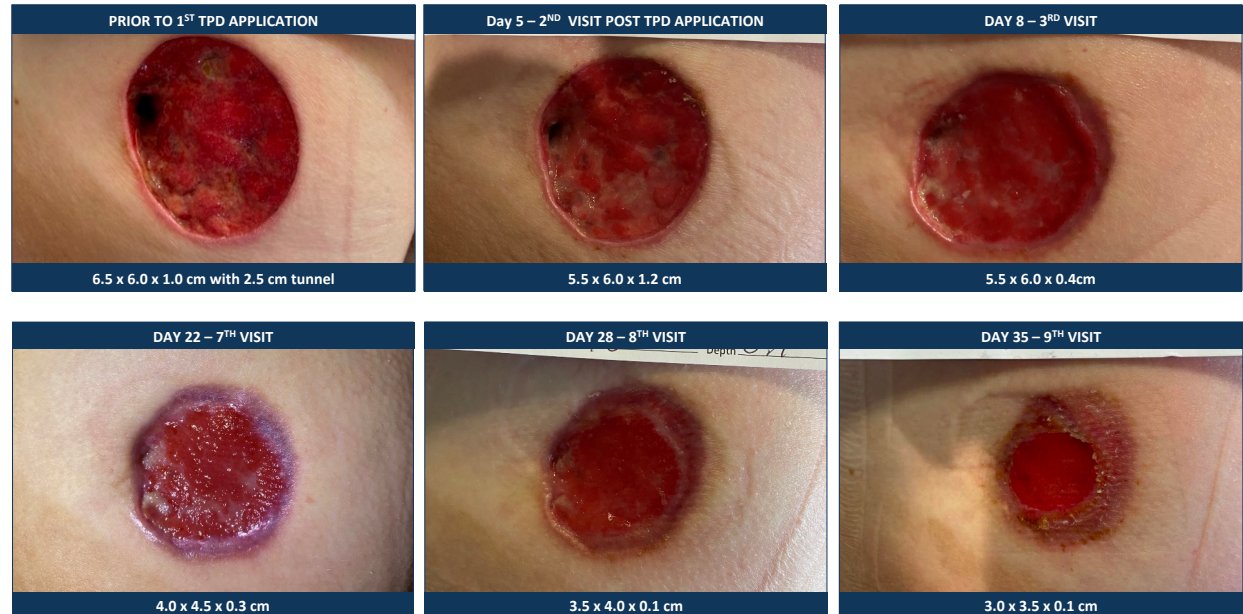 PRIOR TO 1ST TPD APPLICATION
Day 5 – 2ND VISIT POST TPD APPLICATION
DAY 8 – 3RD VISIT
6.5 x 6.0 x 1.0 cm with 2.5 cm tunnel
5.5 x 6.0 x 1.2 cm
5.5 x 6.0 x 0.4cm
DAY 22 – 7TH VISIT
DAY 28 – 8TH VISIT
DAY 35 – 9TH VISIT
Depth
4.0 x 4.5 x 0.3 cm
3.5 x 4.0 x 0.1 cm
3.0 x 3.5 x 0.1 cm